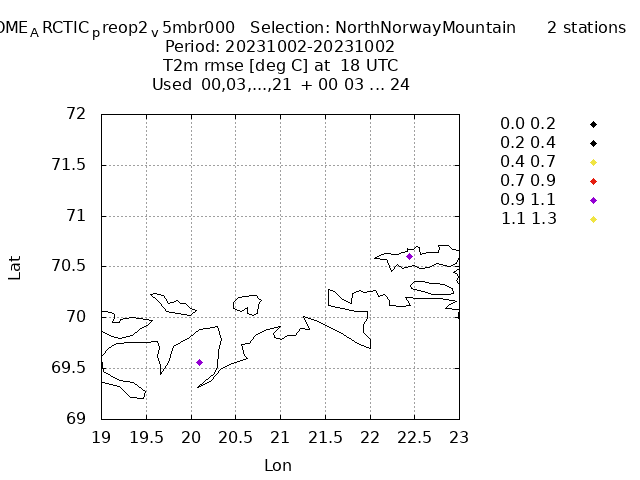 OME A RCTIC p reop2 v 5mbr000 Selection: NorthNorwayMountain 2 stations
Period: 20231002-20231002
T2m rmse [deg C] at 18 UTC
Used 00,03,...,21 + 00 03 ... 24
72
71.5
71
70.5
70
69.5
69
Lat
19 19.5 20 20.5 21 21.5 22 22.5 23
Lon
0.0 0.2
0.2 0.4
0.4 0.7
0.7 0.9
0.9 1.1
1.1 1.3